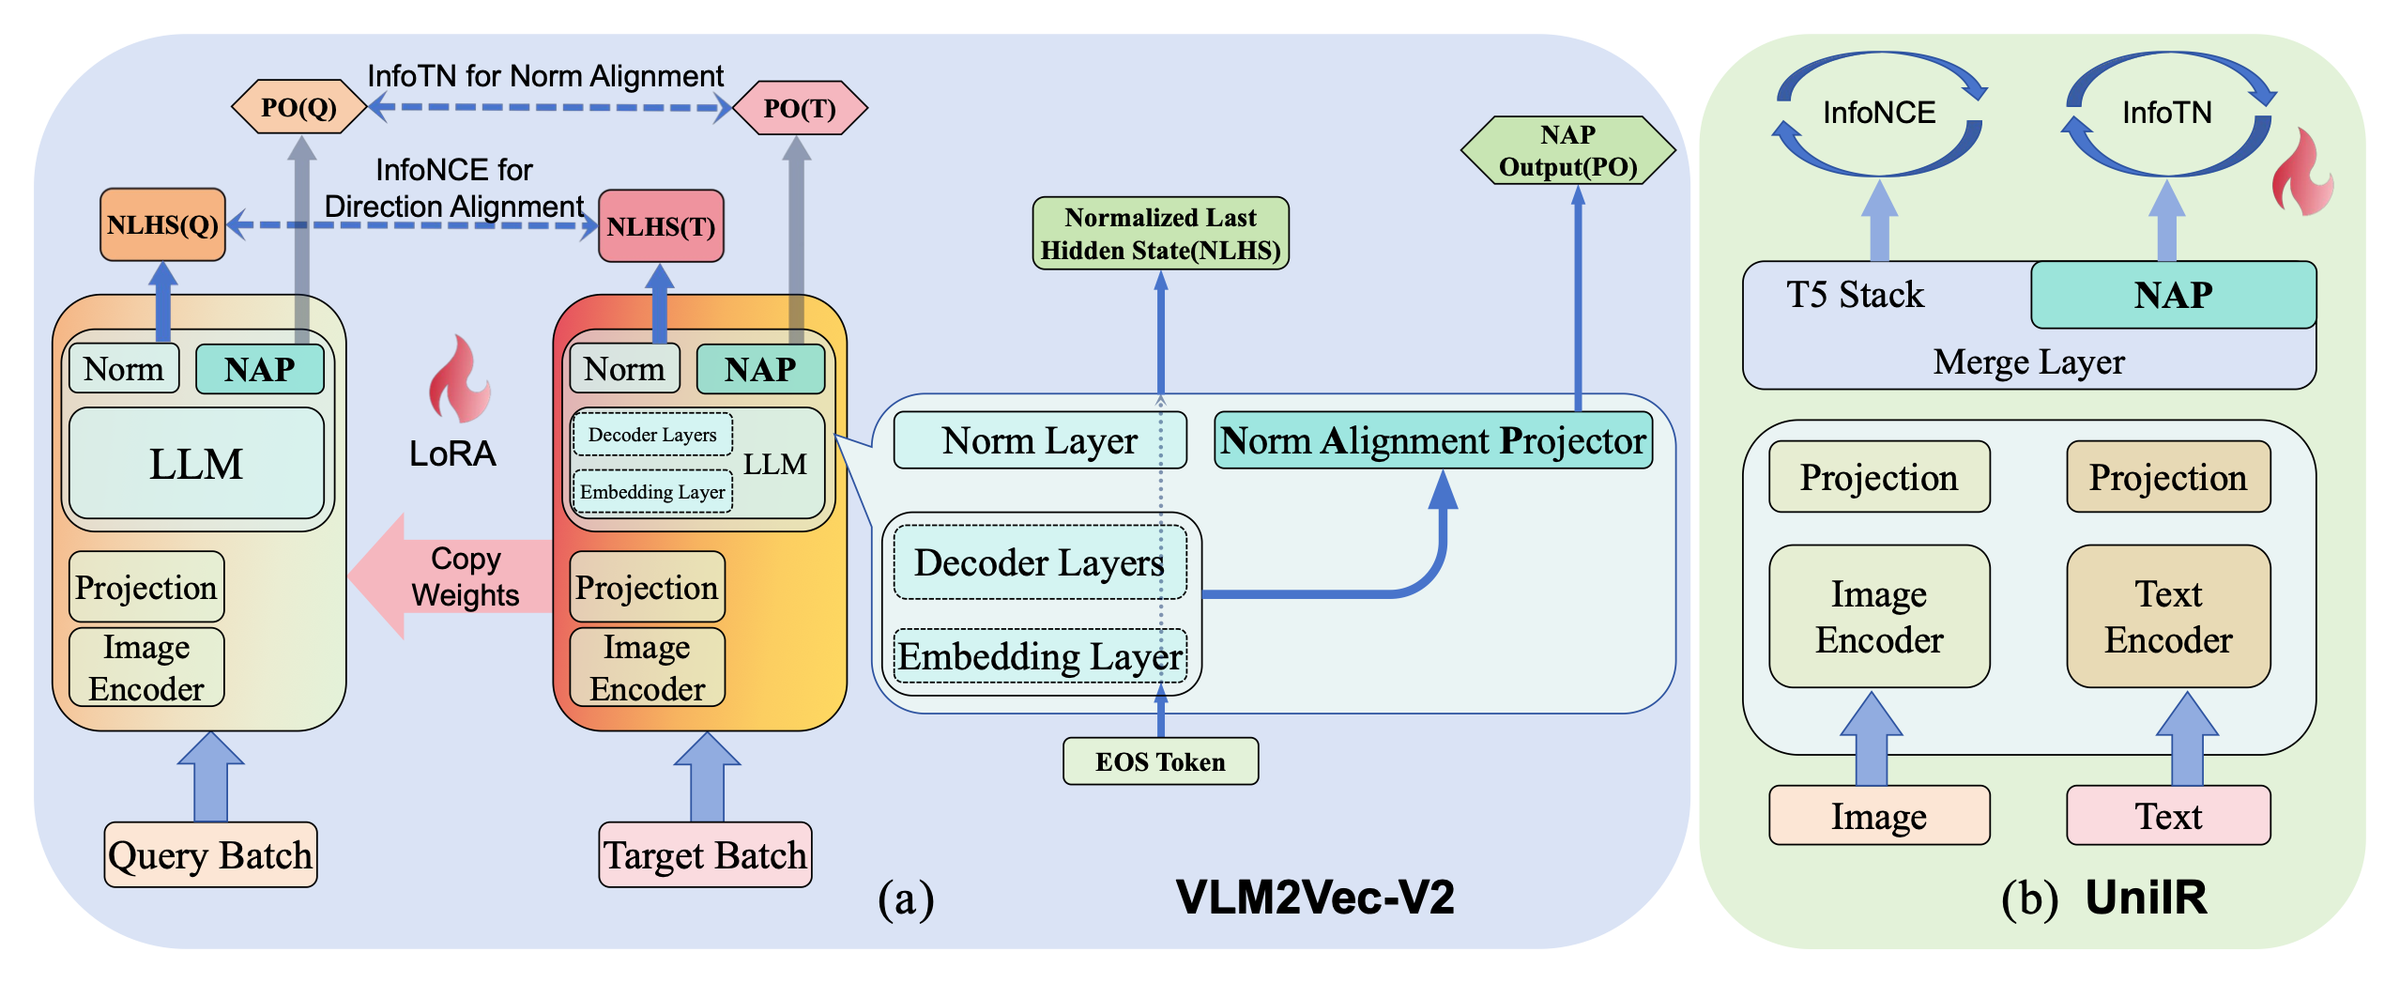 InfoTN for Norm Alignment
PO(Q)
PO(T)
InfoNCE for
Direction Alignment
NLHS(Q)
NLHS(T)
Norm
NAP
LLM
Projection
Image
Encoder
Query Batch
LoRA
Copy
Weights
Norm
NAP
Decoder Layers
Embedding Layer
LLM
Projection
Image
Encoder
Target Batch
NAP
Output(PO)
Normalized Last
Hidden State(NLHS)
Norm Layer
Norm Alignment Projector
Decoder Layers
Embedding Layer
EOS Token
(a)
VLM2Vec-V2
InfoNCE
InfoTN
T5 Stack
NAP
Merge Layer
Projection
Projection
Image
Encoder
Text
Encoder
Image
Text
(b) UniIR